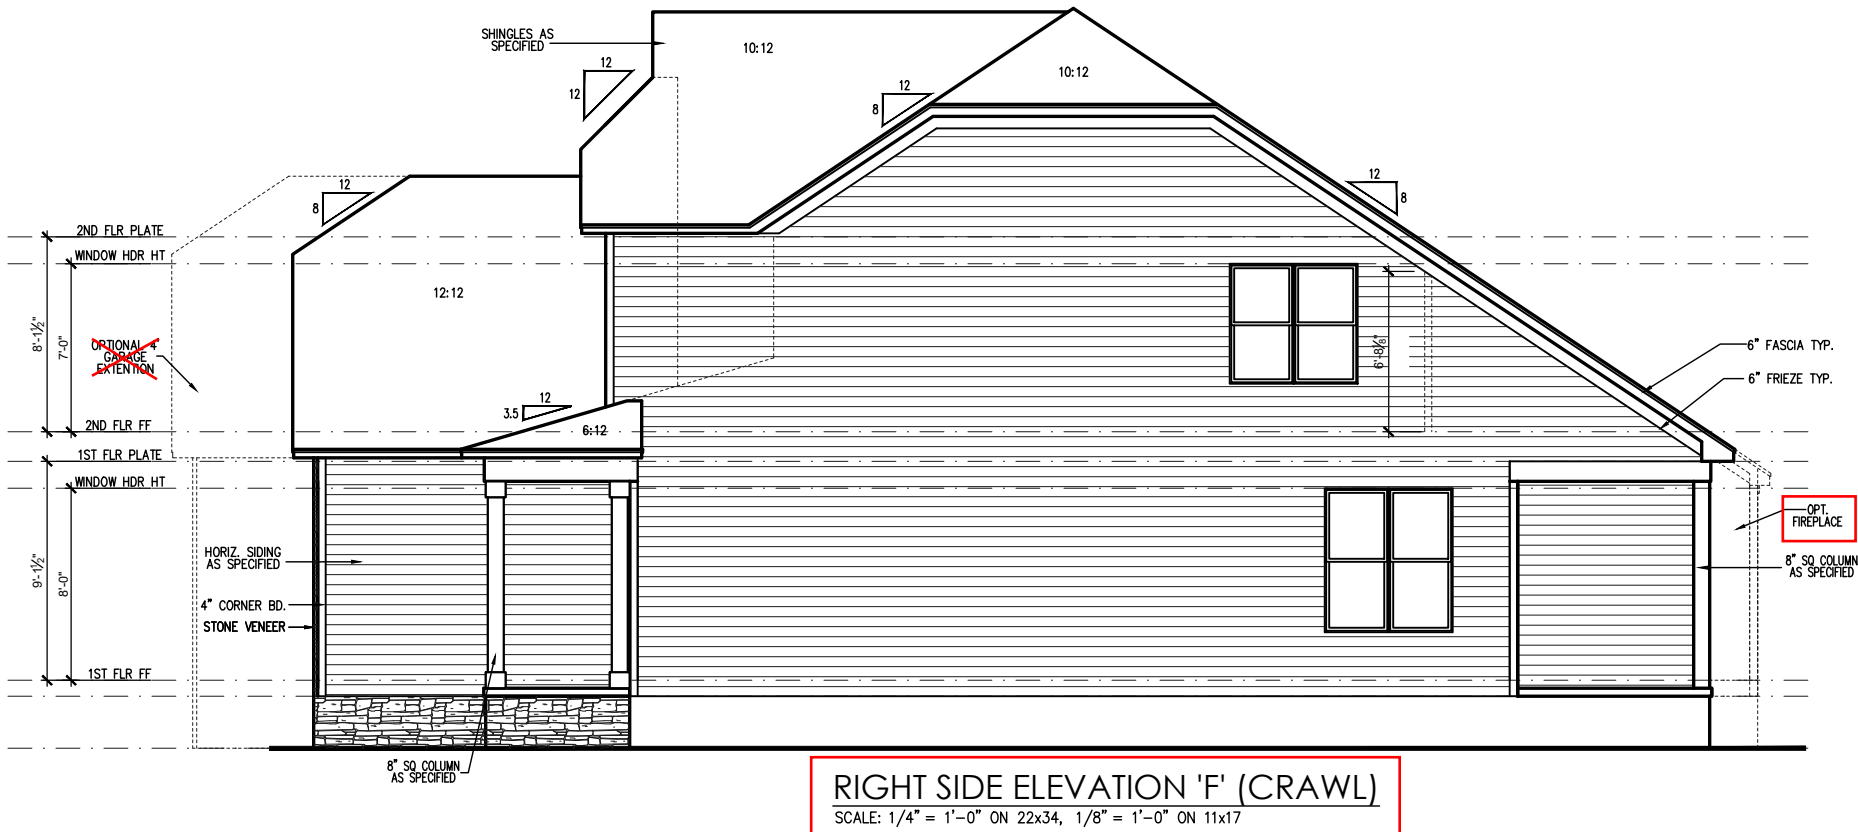 SHINGLES AS
SPECIFIED
12
12
10:12
12
8
10:12
12
8
12
8
2ND FLR PLATE
WINDOW HDR HT
8'-1½"
7'-0"
12:12
OPTIONAL 4'
GARAGE
EXTENTION
6'-8⅛"
6" FASCIA TYP.
6" FRIEZE TYP.
12
3.5
6:12
2ND FLR FF
1ST FLR PLATE
WINDOW HDR HT
9'-1½"
8'-0"
OPT.
FIREPLACE
HORIZ. SIDING
AS SPECIFIED
8" SQ COLUMN
AS SPECIFIED
4" CORNER BD.
STONE VENEER
1ST FLR FF
8" SQ COLUMN
AS SPECIFIED
RIGHT SIDE ELEVATION 'F' (CRAWL)
SCALE: 1/4" = 1'-0" ON 22x34, 1/8" = 1'-0" ON 11x17